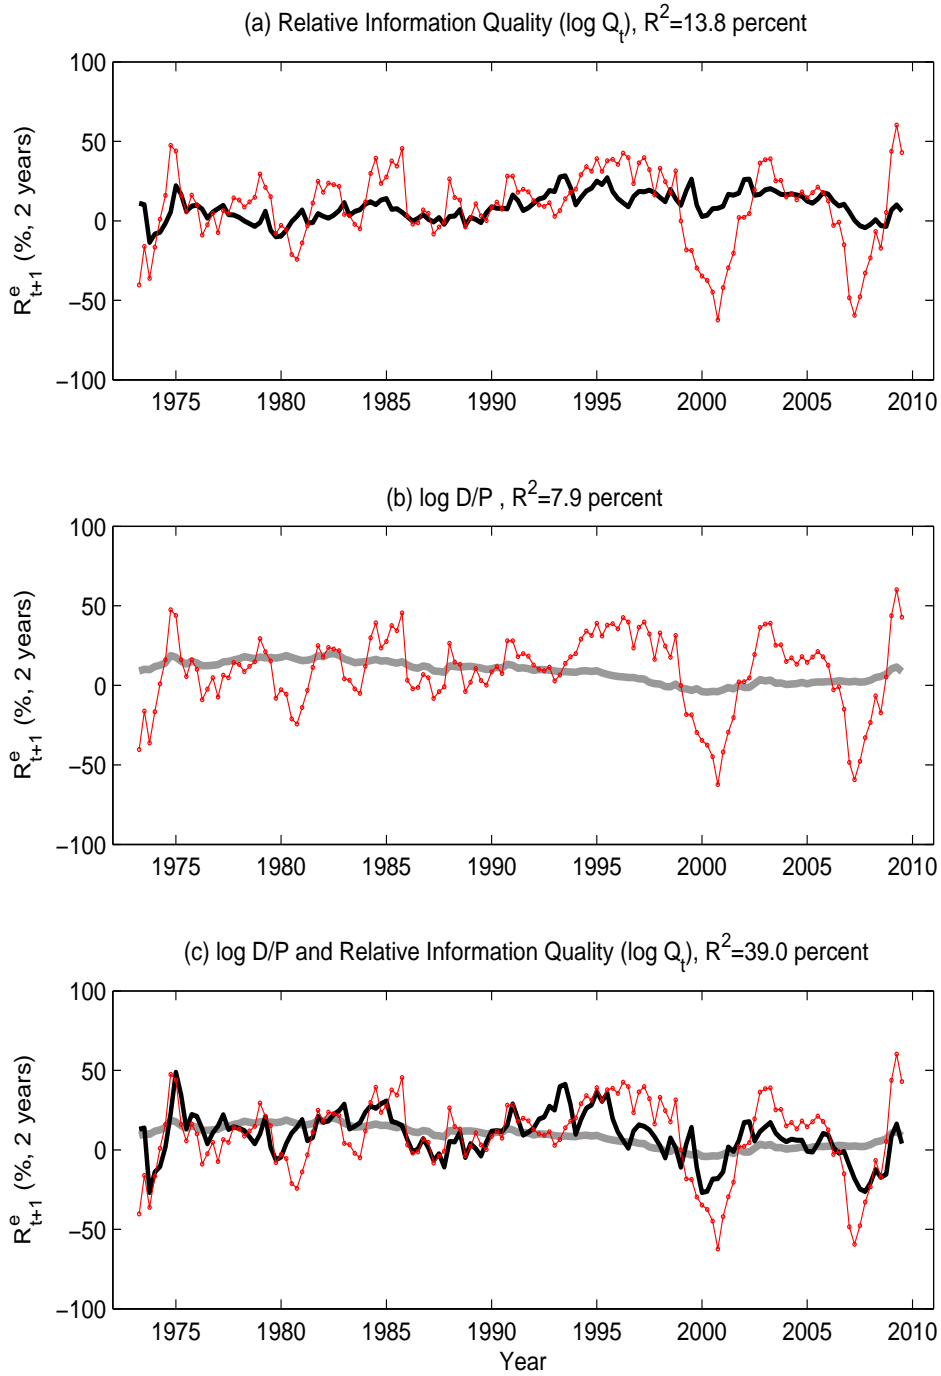 (a) Relative Information Quality (log Q_t), R^2=13.8 percent
100
50
0
−50
−100
R^e_{t+1} (%, 2 years)
1975 1980 1985 1990 1995 2000 2005 2010
(b) log D/P , R^2=7.9 percent
100
50
0
−50
−100
R^e_{t+1} (%, 2 years)
1975 1980 1985 1990 1995 2000 2005 2010
(c) log D/P and Relative Information Quality (log Q_t), R^2=39.0 percent
100
50
0
−50
−100
R^e_{t+1} (%, 2 years)
1975 1980 1985 1990 1995 2000 2005 2010
Year